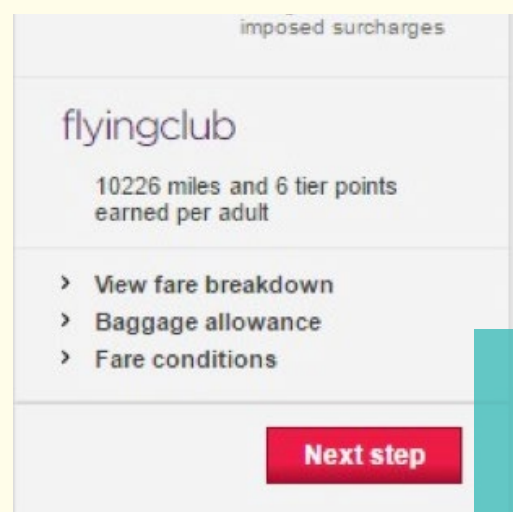 imposed surcharges
flyingclub
10226 miles and 6 tier points
earned per adult
View fare breakdown
Baggage allowance
Fare conditions
Next step